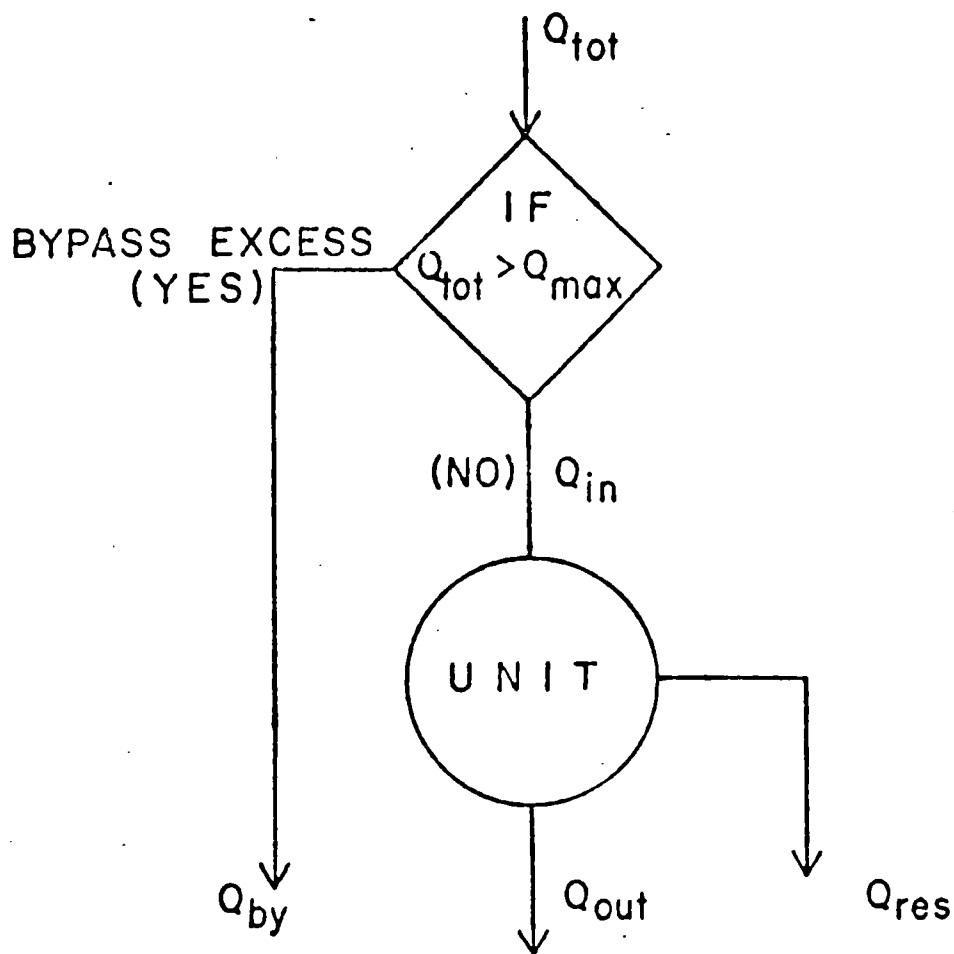 Q_tot
IF
BYPASS EXCESS
(YES)
Q_tot > Q_max
(NO) Q_in
UNIT
Q_by
Q_out
Q_res